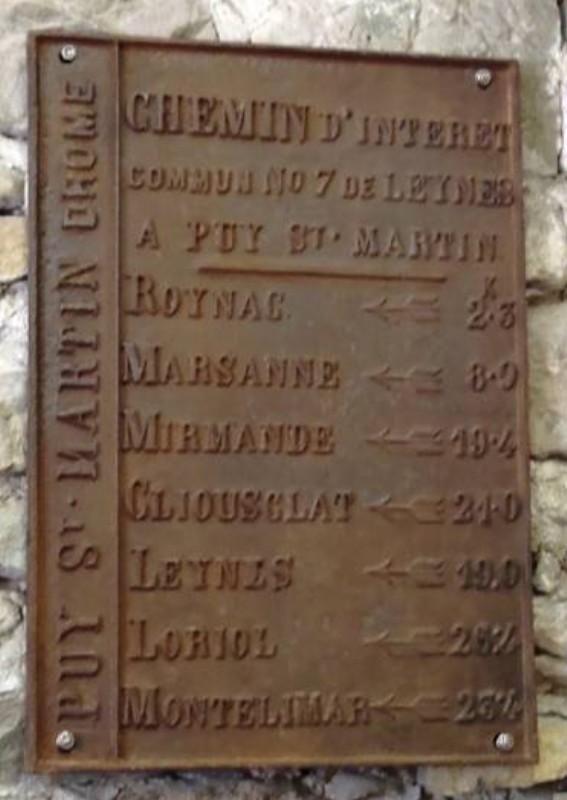 PUY ST. MARTIN DROME
CHEMIN D'INTERET
COMMUN NO 7 DE LEYNES
A PUY ST. MARTIN
K
ROYNAC 2.3
MARSANNE 8.9
MIRMANDE 19.4
CLIOUSCLAT 21.0
LEYNES 19.9
LORIOL
MONTELIMAR